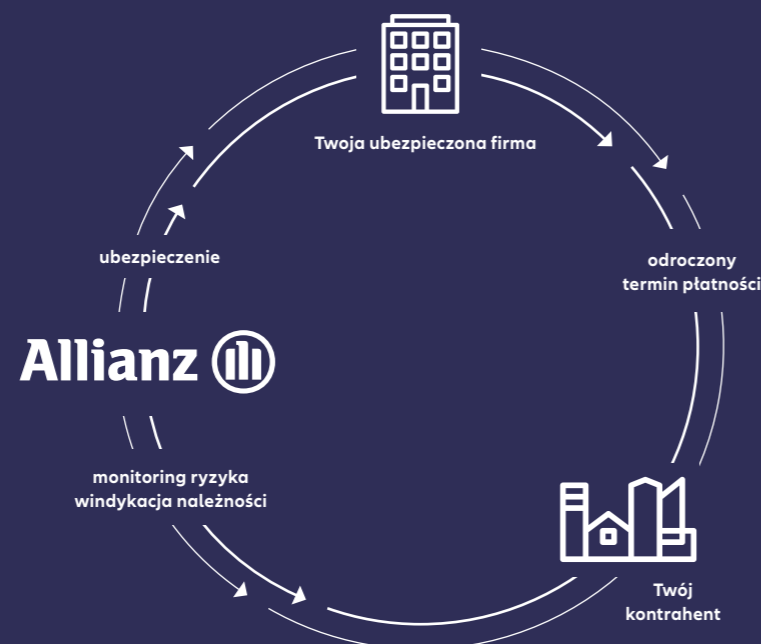 Twoja ubezpieczona firma
ubezpieczenie
odroczony
termin płatności
Allianz
monitoring ryzyka
windykacja należności
Twój
kontrahent